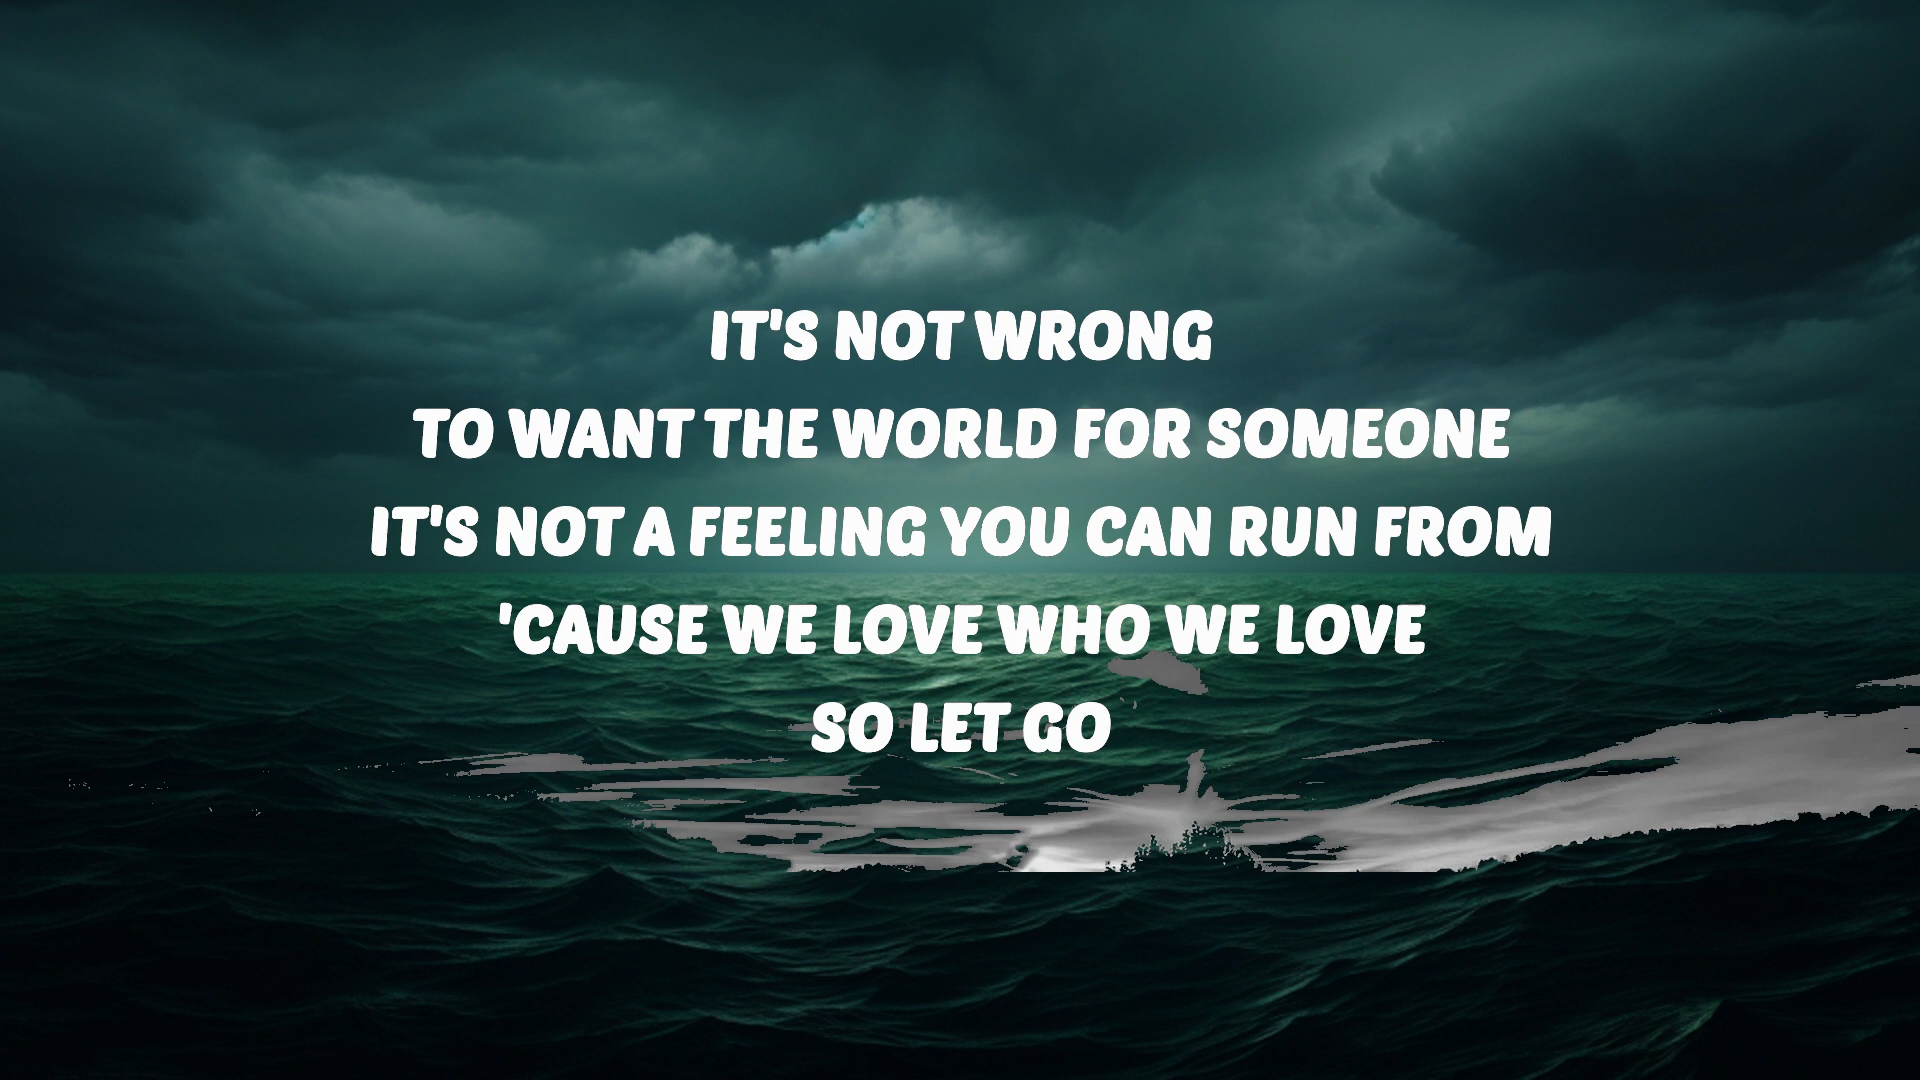 IT'S NOT WRONG
TO WANT THE WORLD FOR SOMEONE
IT'S NOT A FEELING YOU CAN RUN FROM
'CAUSE WE LOVE WHO WE LOVE
SO LET GO